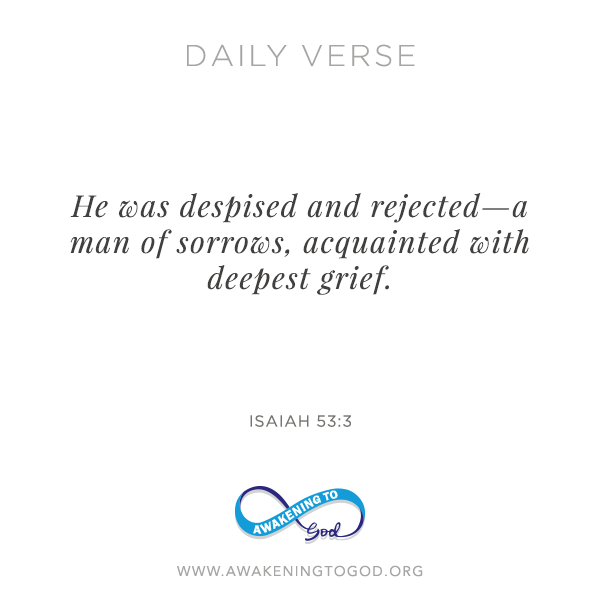 DAILY VERSE
He was despised and rejected—a
man of sorrows, acquainted with
deepest grief.
ISAIAH 53:3
AWAKENING TO
God
WWW.AWAKENINGTOGOD.ORG